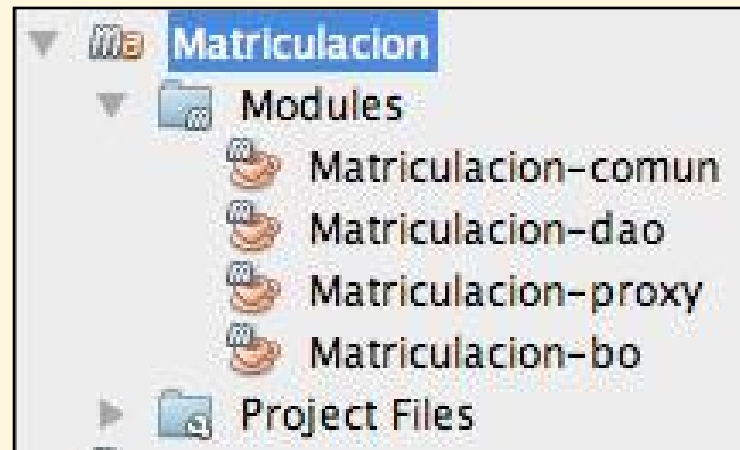 Matriculacion
Modules
Matriculacion-comun
Matriculacion-dao
Matriculacion-proxy
Matriculacion-bo
Project Files